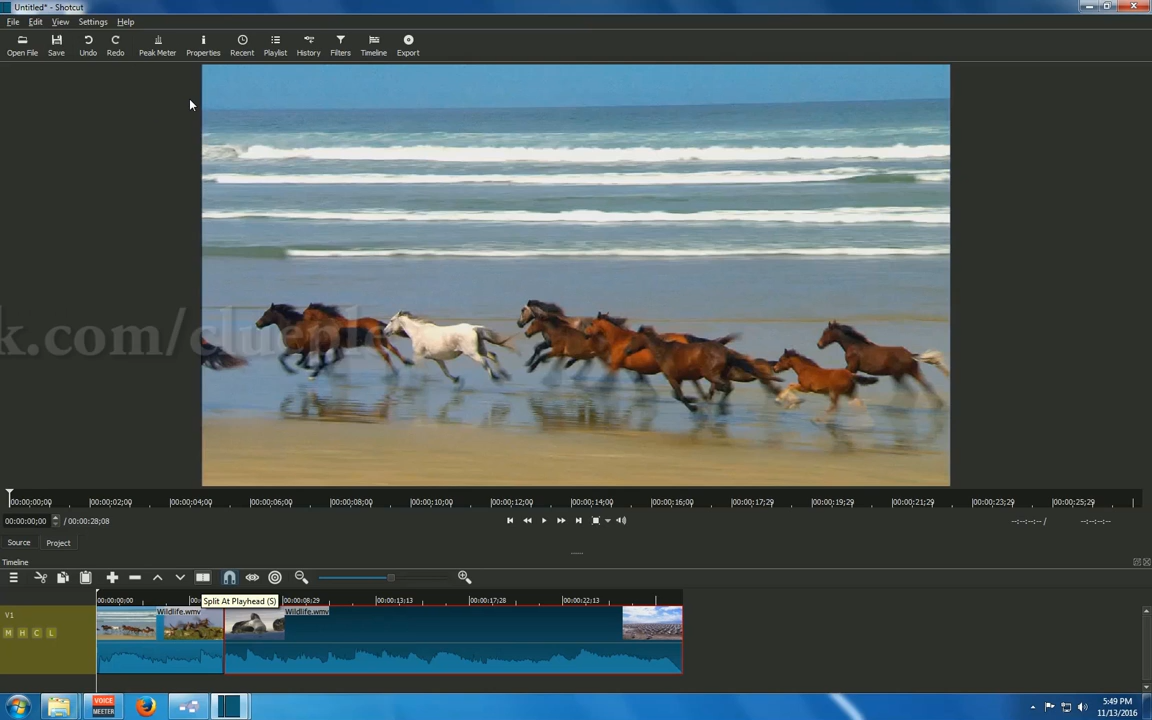 Untitled* - Shotcut
File Edit View Settings Help
Open File Save Undo Redo Peak Meter Properties Recent Playlist History Filters Timeline Export
k.com/clueple
00:00:00;00 00:00:02;00 00:00:04;00 00:00:06;00 00:00:08;00 00:00:10;00 00:00:12;00 00:00:14;00 00:00:16;00 00:00:17;29 00:00:19;29 00:00:21;29 00:00:23;29 00:00:25;29
00:00:00;00 / 00:00:28;08 --:--:--:-- / --:--:--:--
Source Project
Timeline
Split At Playhead (S)
00:00:00;00 00:00:08;29 00:00:13;13 00:00:17;28 00:00:22;13
V1 Wildlife.wmv Wildlife.wmv
M H C L
VOICE
MEETER
5:49 PM
11/13/2016